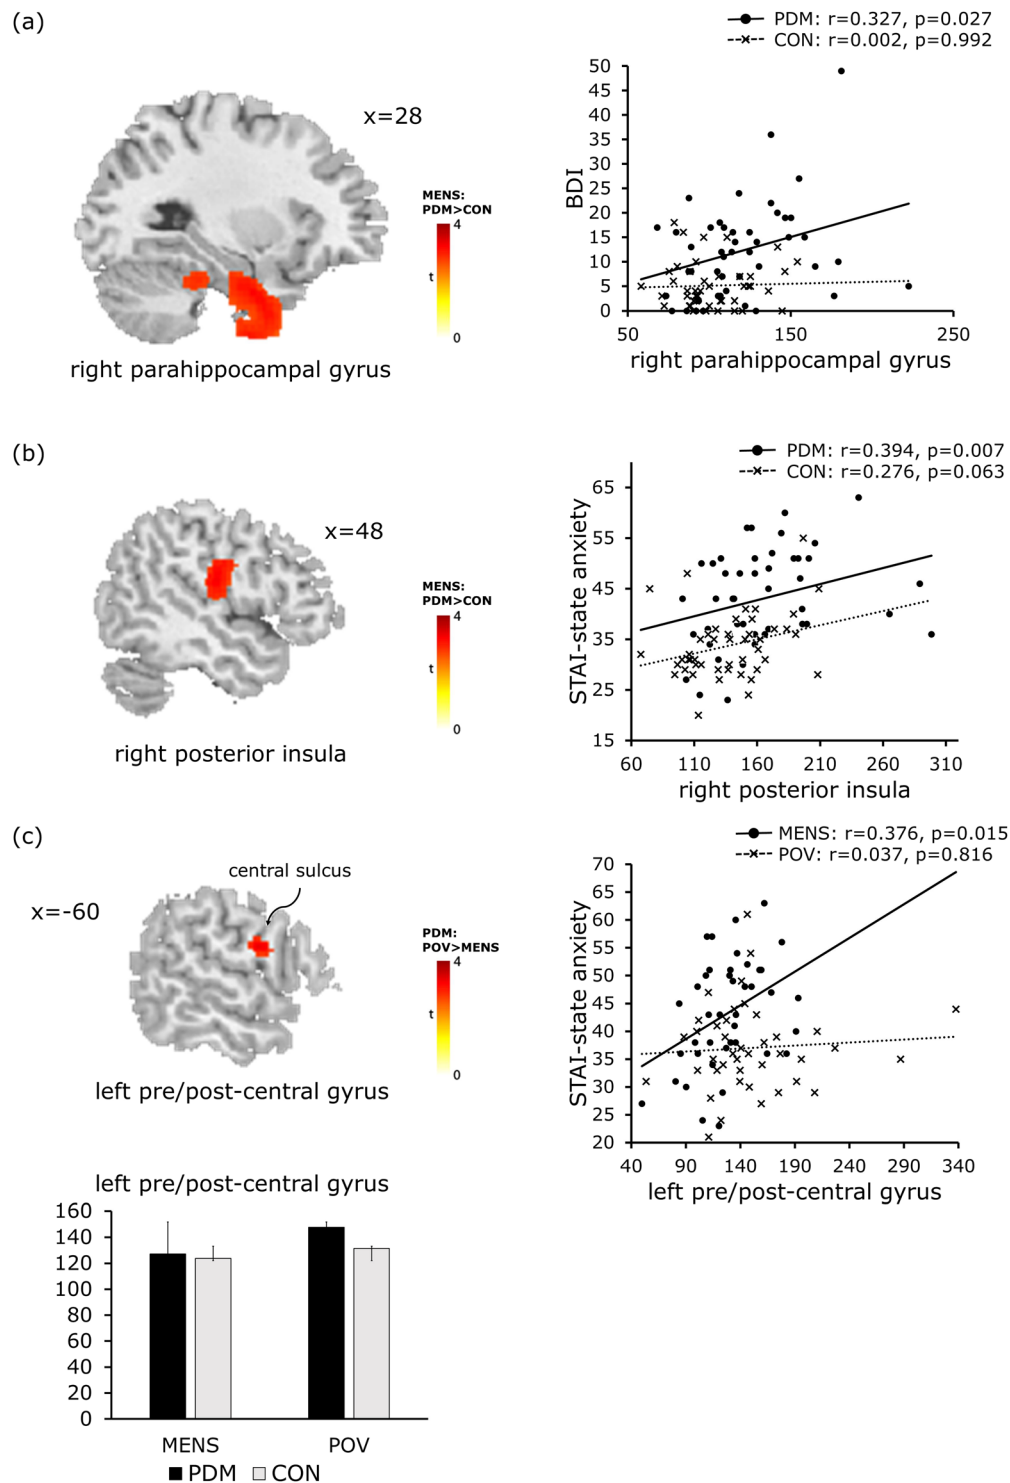 (a)
x=28
MENS:
PDM>CON
4
t
0
right parahippocampal gyrus
PDM: r=0.327, p=0.027
CON: r=0.002, p=0.992
BDI
50
45
40
35
30
25
20
15
10
5
0
50 150 250
right parahippocampal gyrus
(b)
x=48
MENS:
PDM>CON
4
t
0
right posterior insula
PDM: r=0.394, p=0.007
CON: r=0.276, p=0.063
STAI-state anxiety
65
55
45
35
25
15
60 110 160 210 260 310
right posterior insula
(c)
central sulcus
x=-60
PDM:
POV>MENS
4
t
0
left pre/post-central gyrus
MENS: r=0.376, p=0.015
POV: r=0.037, p=0.816
STAI-state anxiety
70
65
60
55
50
45
40
35
30
25
20
40 90 140 190 240 290 340
left pre/post-central gyrus
left pre/post-central gyrus
160
140
120
100
80
60
40
20
0
MENS POV
PDM CON